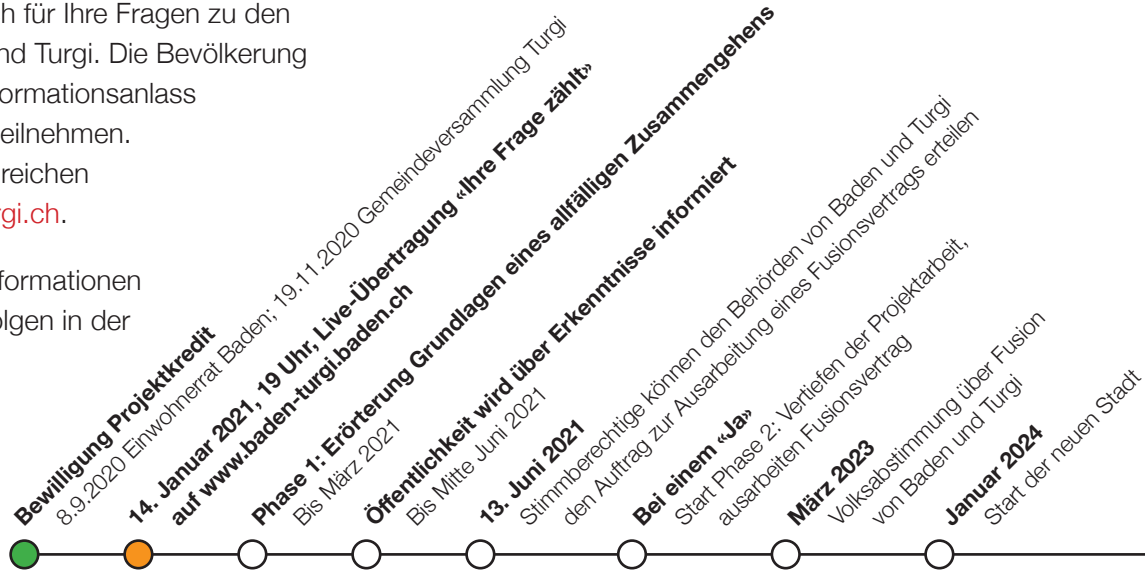 ch für Ihre Fragen zu den
nd Turgi. Die Bevölkerung
formationsanlass
eilnehmen.
reichen
rgi.ch.
formationen
olgen in der
Bewilligung Projektkredit
8.9.2020 Einwohnerrat Baden; 19.11.2020 Gemeindeversammlung Turgi
14. Januar 2021, 19 Uhr, Live-Übertragung «Ihre Frage zählt»
auf www.baden-turgi.baden.ch
Phase 1: Erörterung Grundlagen eines allfälligen Zusammengehens
Bis März 2021
Öffentlichkeit wird über Erkenntnisse informiert
Bis Mitte Juni 2021
13. Juni 2021
Stimmberechtige können den Behörden von Baden und Turgi
den Auftrag zur Ausarbeitung eines Fusionsvertrags erteilen
Bei einem «Ja»
Start Phase 2: Vertiefen der Projektarbeit,
ausarbeiten Fusionsvertrag
März 2023
Volksabstimmung über Fusion
von Baden und Turgi
Januar 2024
Start der neuen Stadt